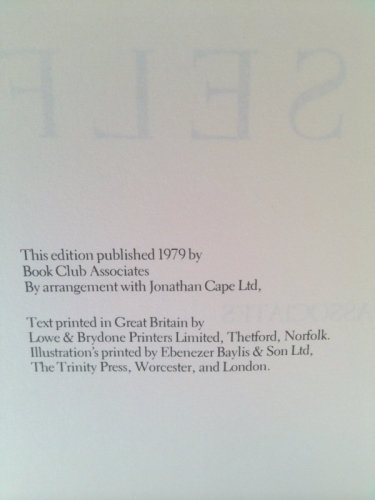 SELF
This edition published 1979 by
Book Club Associates
By arrangement with Jonathan Cape Ltd,
Text printed in Great Britain by
Lowe & Brydone Printers Limited, Thetford, Norfolk.
Illustration's printed by Ebenezer Baylis & Son Ltd,
The Trinity Press, Worcester, and London.
ASSOCIATES